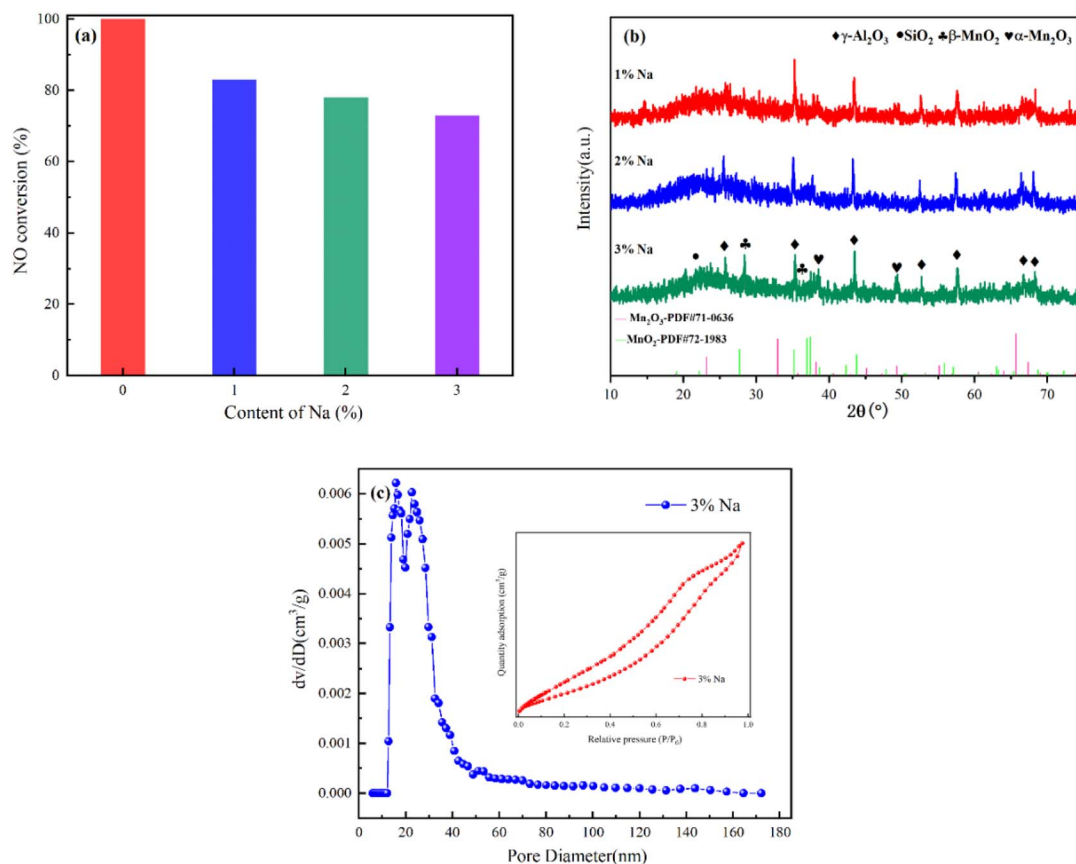 (a)
100
80
60
40
20
0
NO conversion (%)
0 1 2 3
Content of Na (%)
(b)
♦γ-Al₂O₃ ●SiO₂ ♣β-MnO₂ ♥α-Mn₂O₃
1% Na
2% Na
3% Na
Mn₂O₃-PDF#71-0636
MnO₂-PDF#72-1983
Intensity(a.u.)
10 20 30 40 50 60 70
2θ (°)
(c)
3% Na
0.006
0.005
0.004
0.003
0.002
0.001
0.000
dv/dD(cm³/g)
0 20 40 60 80 100 120 140 160 180
Pore Diameter(nm)
Quantity adsorption (cm³/g)
3% Na
0.0 0.2 0.4 0.6 0.8 1.0
Relative pressure (P/P₀)